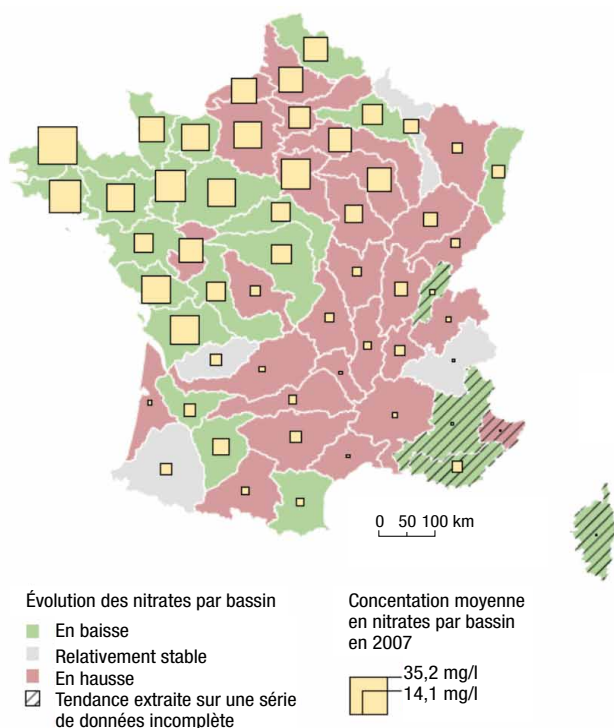 0 50 100 km
Évolution des nitrates par bassin
En baisse
Relativement stable
En hausse
Tendance extraite sur une série
de données incomplète
Concentation moyenne
en nitrates par bassin
en 2007
35,2 mg/l
14,1 mg/l